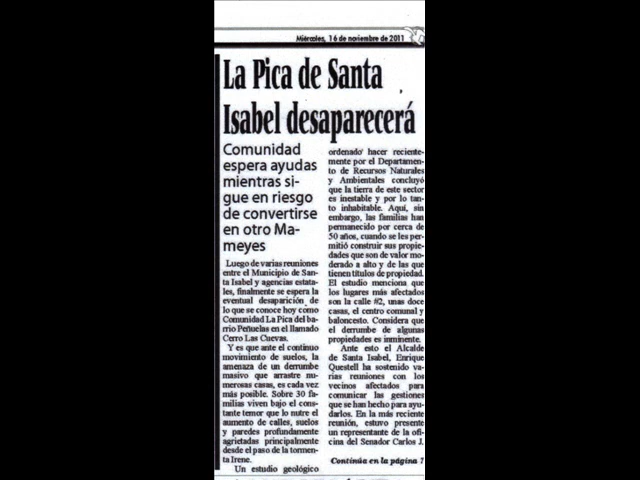 Miércoles, 16 de noviembre de 2011
La Pica de Santa
Isabel desaparecerá
Comunidad
espera ayudas
mientras si-
gue en riesgo
de convertirse
en otro Ma-
meyes
Luego de varias reuniones
entre el Municipio de San-
ta Isabel y agencias estata-
les, finalmente se espera la
eventual desaparición de
lo que se conoce hoy como
Comunidad La Pica del ba-
rrio Peñuelas en el llamado
Cerro Las Cuevas.
Y es que ante el continuo
movimiento de suelos, la
amenaza de un derrumbe
masivo que arrastre nu-
merosas casas, es cada vez
más posible. Sobre 30 fa-
milias viven bajo el cons-
tante temor que lo nutre el
aumento de calles, suelos
y paredes profundamente
agrietadas principalmente
desde el paso de la tormen-
ta Irene.
Un estudio geológico
ordenado hacer reciente-
mente por el Departamen-
to de Recursos Naturales
y Ambientales concluyó
que la tierra de este sector
es inestable y por lo tan-
to inhabitable. Aquí, sin
embargo, las familias han
permanecido por cerca de
50 años, cuando se les per-
mitió construir sus propie-
dades que son de valor mo-
derado a alto y de las que
tienen títulos de propiedad.
El estudio menciona que
los lugares más afectados
son la calle #2, unas doce
casas, el centro comunal y
baloncesto. Considera que
el derrumbe de algunas
propiedades es inminente.
Ante esto el Alcalde
de Santa Isabel, Enrique
Questell ha sostenido va-
rias reuniones con los
vecinos afectados para
comunicar las gestiones
que se han hecho para ayu-
darlos. En la más reciente
reunión, estuvo presente
un representante de la ofi-
cina del Senador Carlos J.
Continúa en la página 7